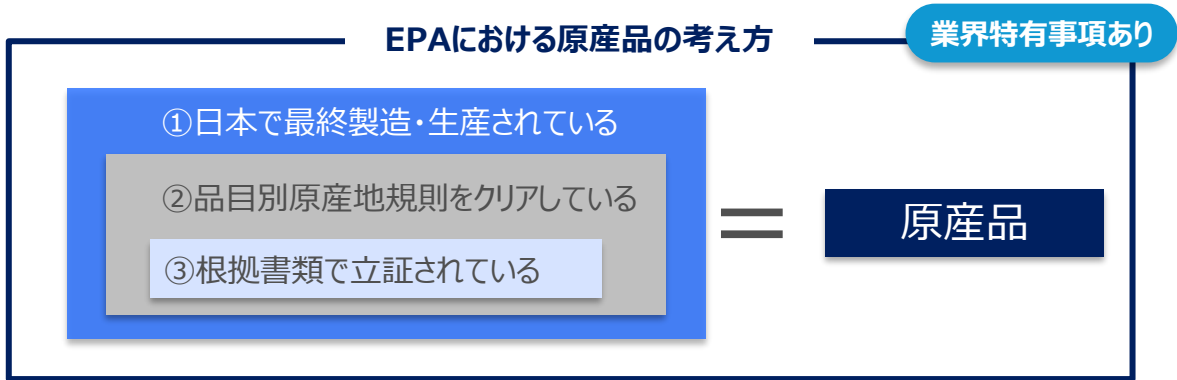 EPAにおける原産品の考え方
業界特有事項あり
①日本で最終製造・生産されている
②品目別原産地規則をクリアしている
③根拠書類で立証されている
＝
原産品